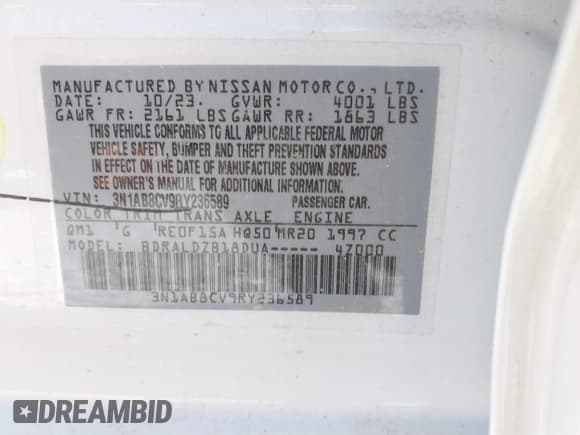 MANUFACTURED BY NISSAN MOTOR CO., LTD.
DATE: 10/23. GVWR: 4001 LBS
GAWR FR: 2161 LBS GAWR RR: 1863 LBS
THIS VEHICLE CONFORMS TO ALL APPLICABLE FEDERAL MOTOR
VEHICLE SAFETY, BUMPER AND THEFT PREVENTION STANDARDS
IN EFFECT ON THE DATE OF MANUFACTURE SHOWN ABOVE.
SEE OWNER'S MANUAL FOR ADDITIONAL INFORMATION.
VIN: 3N1AB8CV9RY236589 PASSENGER CAR.
COLOR TRIM TRANS AXLE ENGINE
QM1 'G RE0F15A HQ50 MR20 1997 CC
MODEL: BDRALDZB18DUA----- 47000
3N1AB8CV9RY236589
DREAMBID